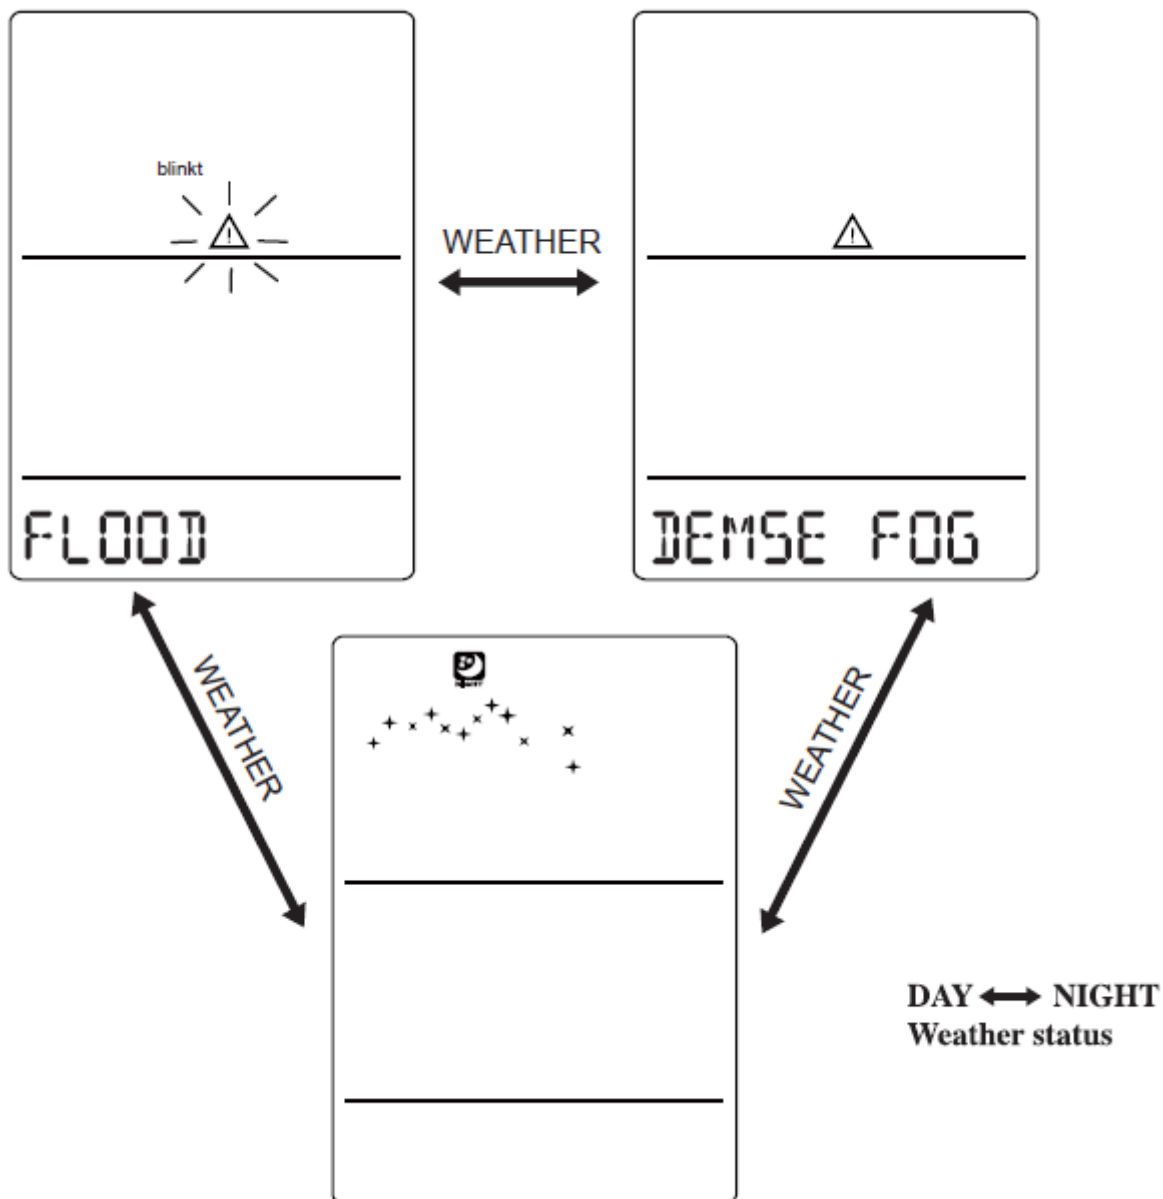 blinkt
WEATHER
FLOOD
DEMSE FOG
WEATHER
WEATHER
DAY ↔ NIGHT
Weather status